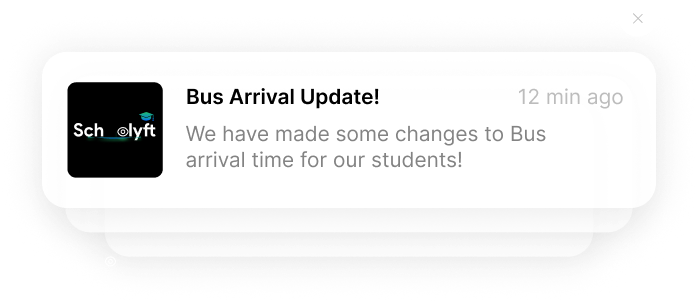 Bus Arrival Update!
12 min ago
We have made some changes to Bus
arrival time for our students!
Sch olyft